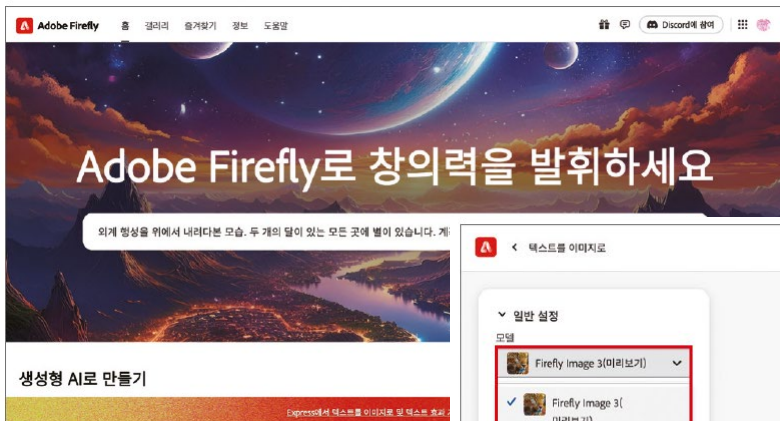 Adobe Firefly 홈 갤러리 즐겨찾기 정보 도움말 Discord에 참여
Adobe Firefly로 창의력을 발휘하세요
외계 행성을 위에서 내려다본 모습. 두 개의 달이 있는 모든 곳에 별이 있습니다.
텍스트를 이미지로
일반 설정
모델
Firefly Image 3(미리보기)
Firefly Image 3(
미리보기)
생성형 AI로 만들기
Express에서 텍스트를 이미지로 및 텍스트 효과